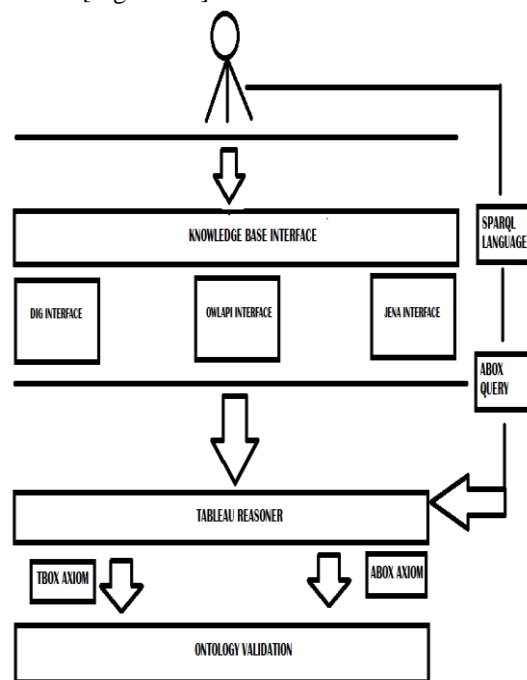 KNOWLEDGE BASE INTERFACE
SPARQL
LANGUAGE
DIG INTERFACE
OWLAPI INTERFACE
JENA INTERFACE
ABOX
QUERY
TABLEAU REASONER
TBOX AXIOM
ABOX AXIOM
ONTOLOGY VALIDATION